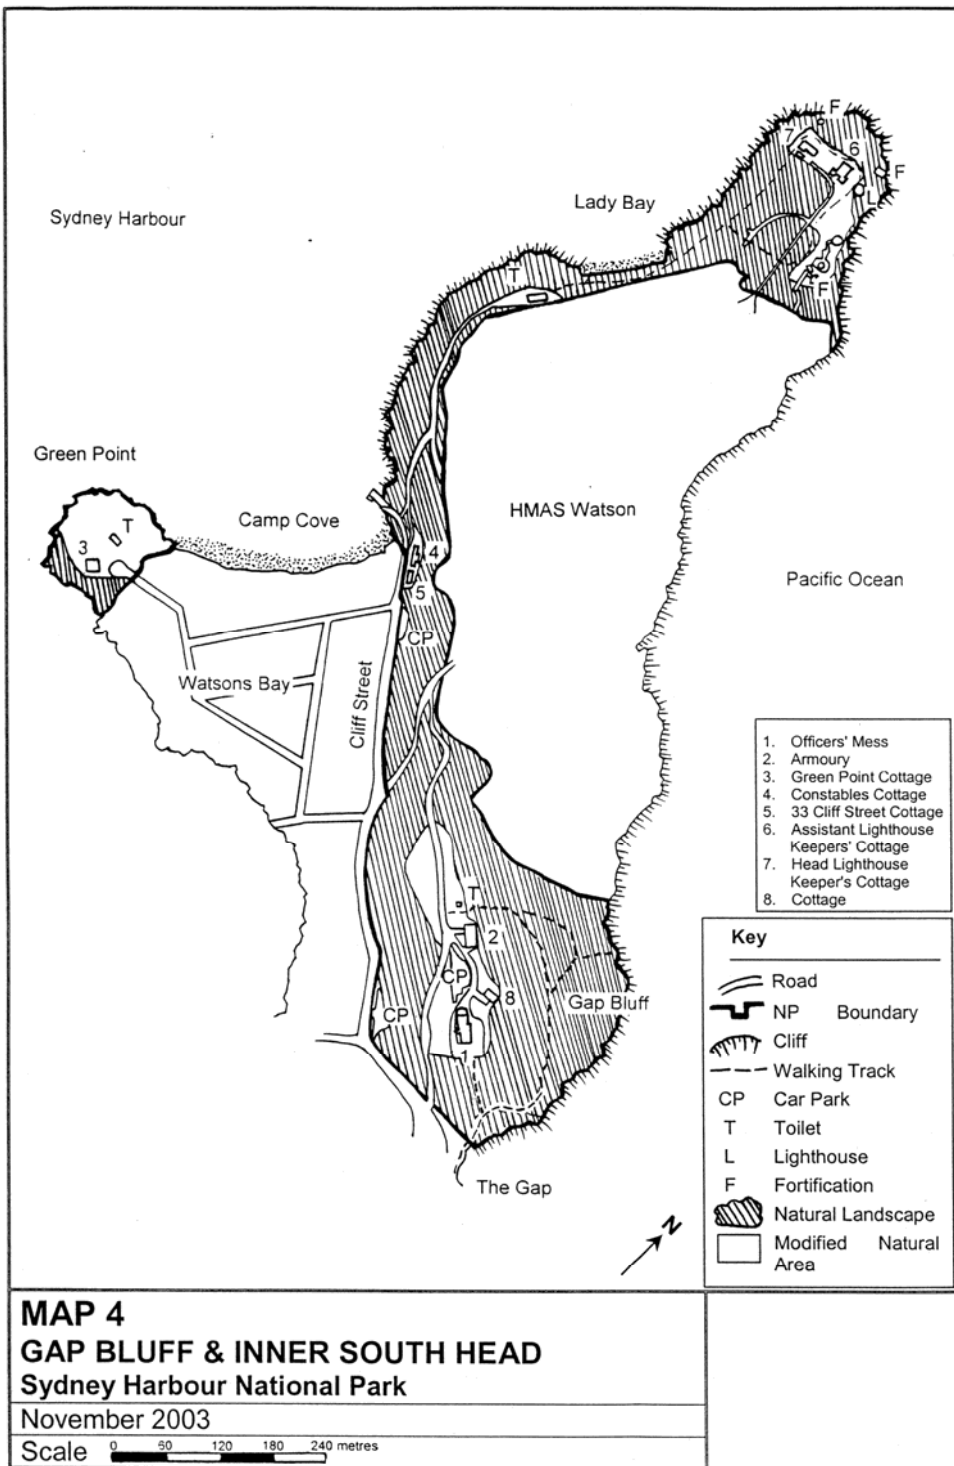 F
7
6
F
L
Lady Bay
Sydney Harbour
T
F
Green Point
Camp Cove
HMAS Watson
T
3
4
5
Pacific Ocean
CP
Watsons Bay
Cliff Street
1. Officers' Mess
2. Armoury
3. Green Point Cottage
4. Constables Cottage
5. 33 Cliff Street Cottage
6. Assistant Lighthouse
Keepers' Cottage
7. Head Lighthouse
Keeper's Cottage
8. Cottage
T
2
CP
8
Gap Bluff
CP
1
The Gap
N
Key
Road
NP Boundary
Cliff
Walking Track
CP Car Park
T Toilet
L Lighthouse
F Fortification
Natural Landscape
Modified Natural
Area
MAP 4
GAP BLUFF & INNER SOUTH HEAD
Sydney Harbour National Park
November 2003
Scale 0 60 120 180 240 metres